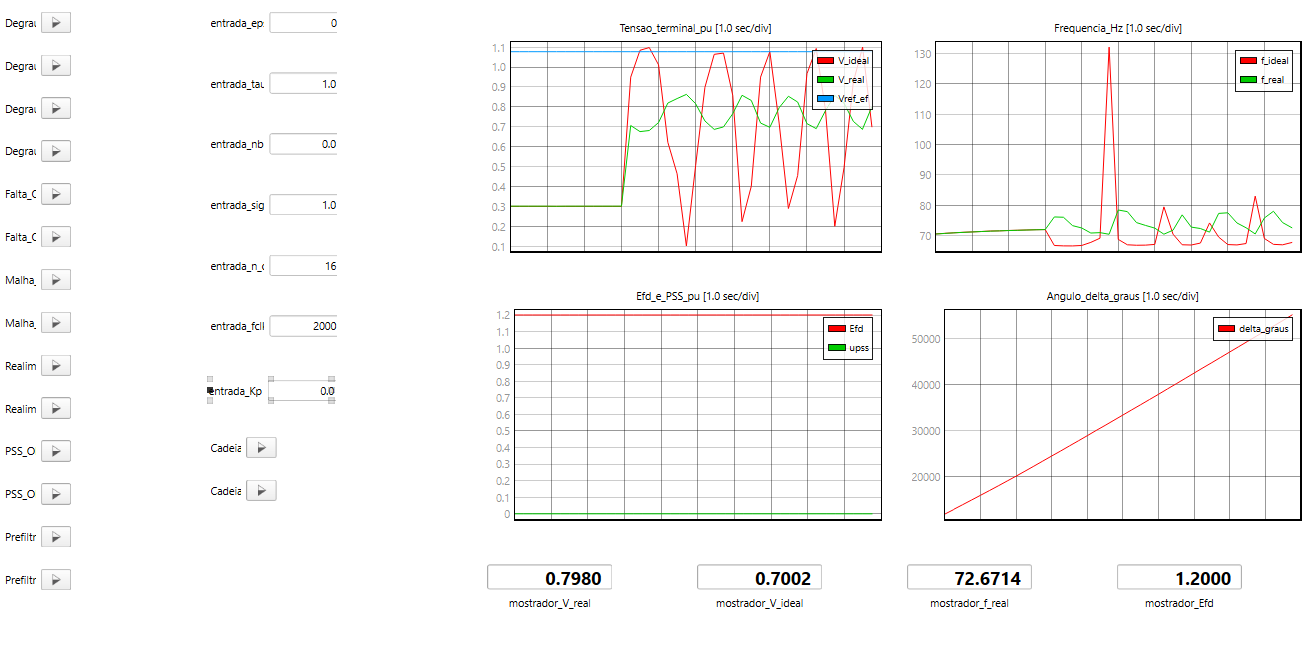 Degrau
Degrau
Degrau
Degrau
Falta_C
Falta_C
Malha_
Malha_
Realim
Realim
PSS_O
PSS_O
Prefiltr
Prefiltr
entrada_ep
0
entrada_tau
1.0
entrada_nb
0.0
entrada_sig
1.0
entrada_n_c
16
entrada_fcl
2000
entrada_Kp
0.0
Cadeia
Cadeia
Tensao_terminal_pu [1.0 sec/div]
1.1
1.0
0.9
0.8
0.7
0.6
0.5
0.4
0.3
0.2
0.1
V_ideal
V_real
Vref_ef
Frequencia_Hz [1.0 sec/div]
130
120
110
100
90
80
70
f_ideal
f_real
Efd_e_PSS_pu [1.0 sec/div]
1.2
1.1
1.0
0.9
0.8
0.7
0.6
0.5
0.4
0.3
0.2
0.1
0
Efd
upss
Angulo_delta_graus [1.0 sec/div]
50000
40000
30000
20000
delta_graus
0.7980
mostrador_V_real
0.7002
mostrador_V_ideal
72.6714
mostrador_f_real
1.2000
mostrador_Efd